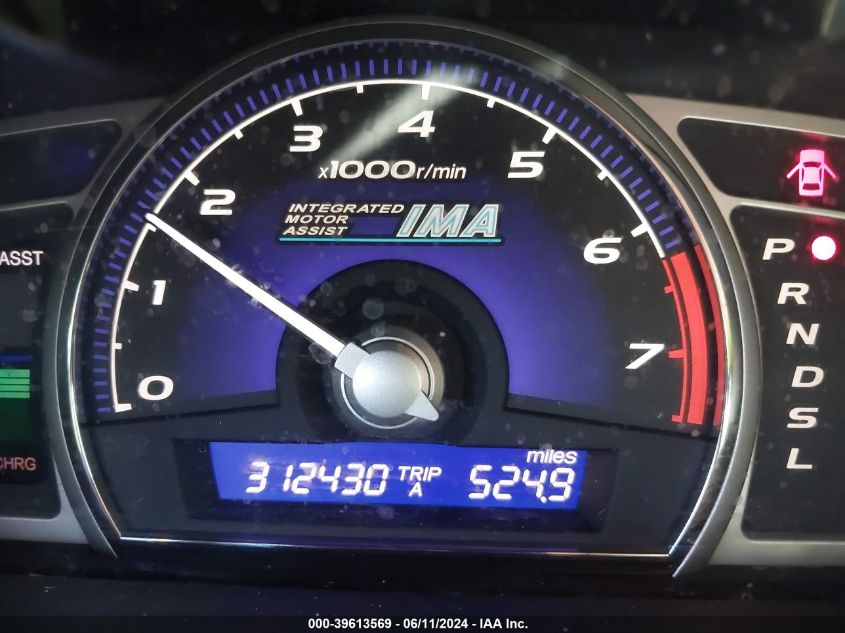 4
3
5
x1000r/min
2
INTEGRATED
MOTOR
ASSIST
IMA
6
ASST
P
1
R
N
7
0
D
S
CHRG
L
miles
312430 TRIP A 524.9
000-39613569 - 06/11/2024 - IAA Inc.